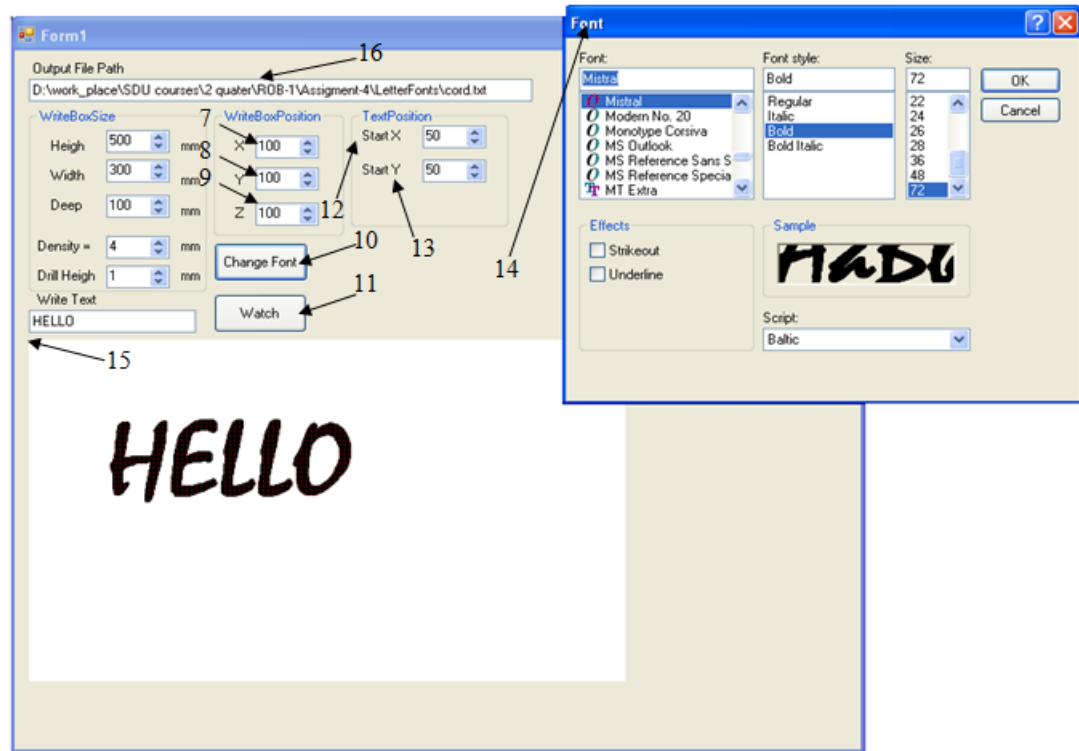 Form1
16
Output File Path
D:\work_place\SDU courses\2 quater\ROB-1\Assigment-4\LetterFonts\cord.txt
WriteBoxSize
Heigh 500 mm
Width 300 mm
Deep 100 mm
Density = 4 mm
Drill Heigh 1 mm
WriteBoxPosition
7 X 100
8 Y 100
9 Z 100
TextPosition
Start X 50
Start Y 50
12
13
Change Font
10
Watch
11
Write Text
HELLO
15
HELLO
Font
14
Font:
Mistral
Mistral
Modern No. 20
Monotype Corsiva
MS Outlook
MS Reference Sans S
MS Reference Specia
MT Extra
Font style:
Bold
Regular
Italic
Bold
Bold Italic
Size:
72
22
24
26
28
36
48
72
OK
Cancel
Effects
Strikeout
Underline
Sample
Script:
Baltic